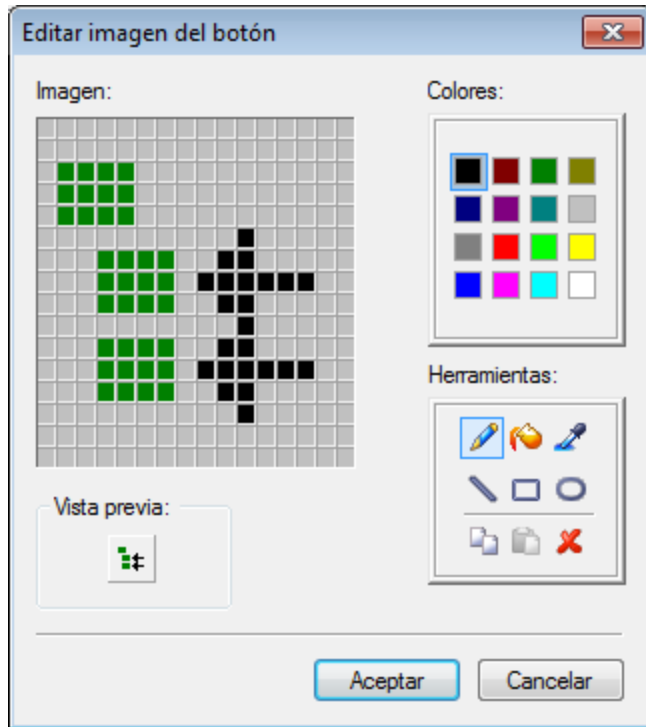 Editar imagen del botón
Imagen:
Colores:
Herramientas:
Vista previa:
Aceptar
Cancelar